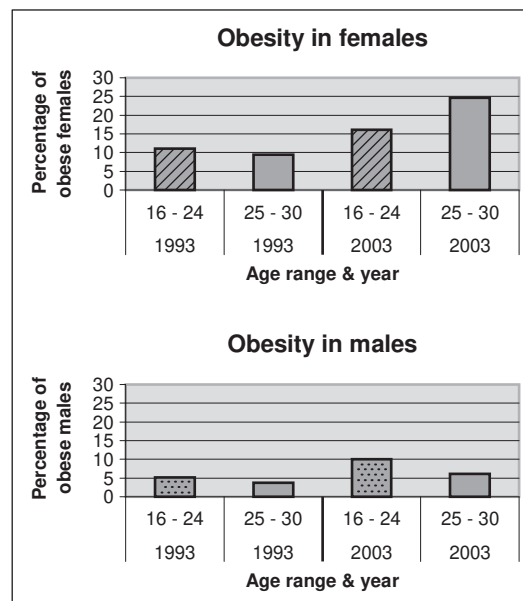 Obesity in females
Percentage of
obese females
30
25
20
15
10
5
0
16 - 24 25 - 30 16 - 24 25 - 30
1993 1993 2003 2003
Age range & year
Obesity in males
Percentage of
obese males
30
25
20
15
10
5
0
16 - 24 25 - 30 16 - 24 25 - 30
1993 1993 2003 2003
Age range & year